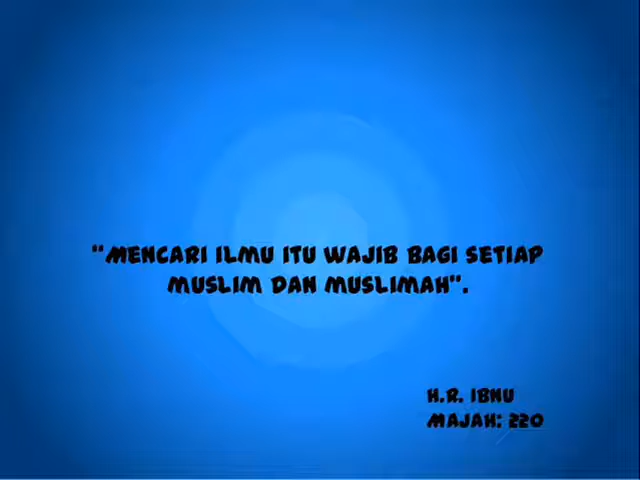 "MENCARI ILMU ITU WAJIB BAGI SETIAP
MUSLIM DAN MUSLIMAH".
H.R. IBNU
MAJAH: 220